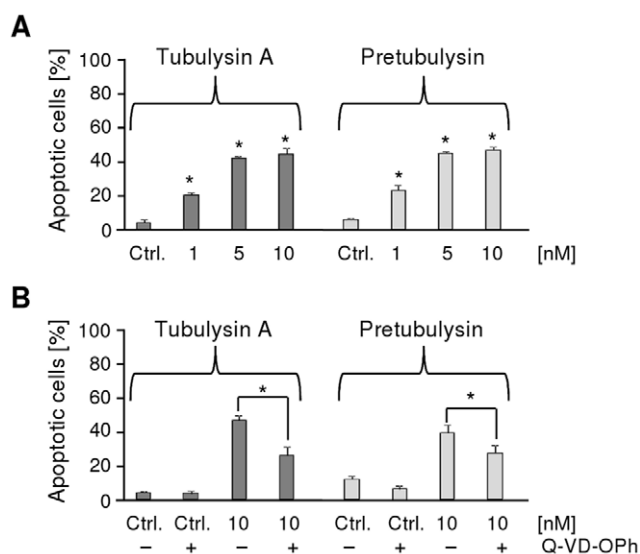 A
Apoptotic cells [%]
Tubulysin A
Pretubulysin
100
80
60
40
20
0
* * * * * *
Ctrl. 1 5 10 Ctrl. 1 5 10 [nM]
B
Apoptotic cells [%]
Tubulysin A
Pretubulysin
100
80
60
40
20
0
* *
Ctrl. Ctrl. 10 10 Ctrl. Ctrl. 10 10 [nM]
– + – + – + – + Q-VD-OPh